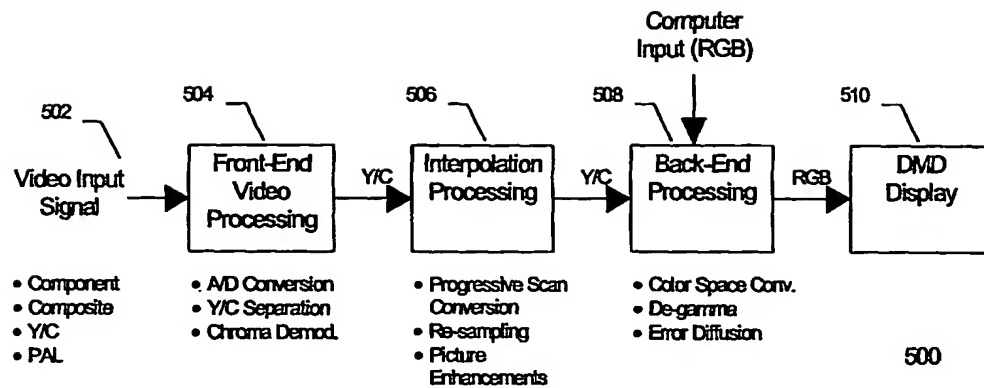 Computer
Input (RGB)
502
504
506
508
510
Video Input
Signal
Front-End
Video
Processing
Y/C
Interpolation
Processing
Y/C
Back-End
Processing
RGB
DMD
Display
• Component
• Composite
• Y/C
• PAL
• A/D Conversion
• Y/C Separation
• Chroma Demod.
• Progressive Scan
Conversion
• Re-sampling
• Picture
Enhancements
• Color Space Conv.
• De-gamma
• Error Diffusion
500